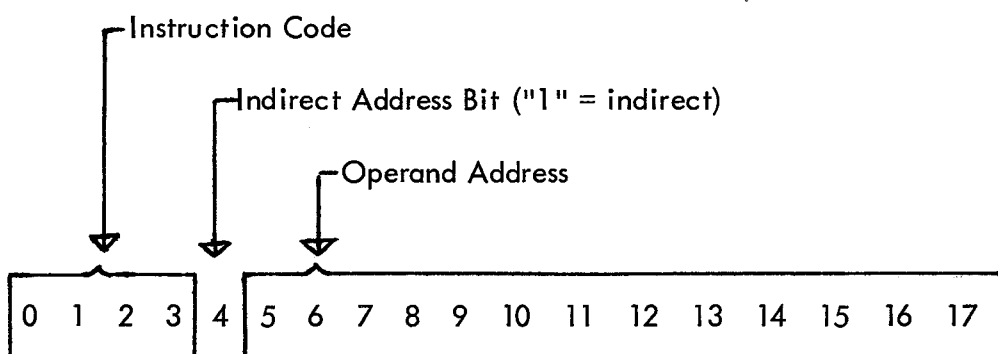 Instruction Code
Indirect Address Bit ("1" = indirect)
Operand Address
0 1 2 3 4 5 6 7 8 9 10 11 12 13 14 15 16 17